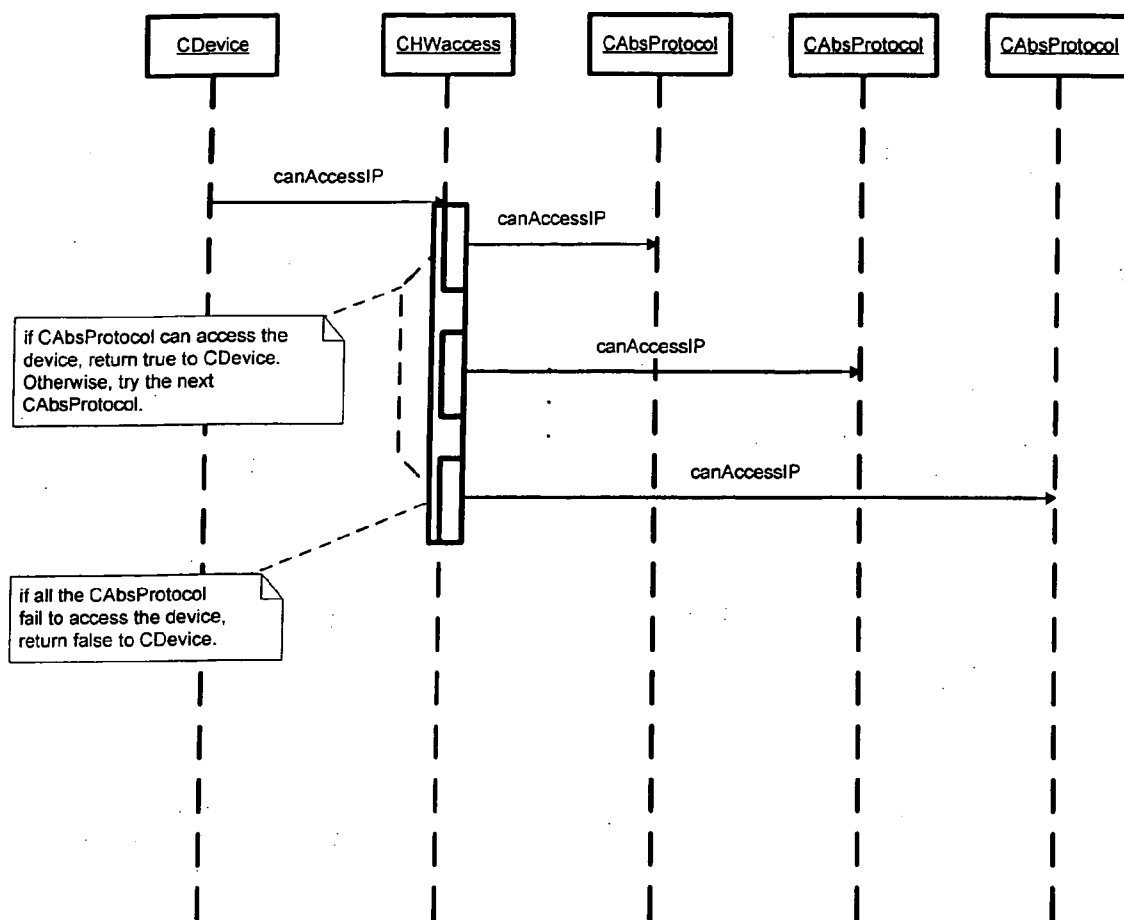 CDevice
CHWaccess
CAbsProtocol
CAbsProtocol
CAbsProtocol
canAccessIP
canAccessIP
if CAbsProtocol can access the
device, return true to CDevice.
Otherwise, try the next
CAbsProtocol.
canAccessIP
canAccessIP
if all the CAbsProtocol
fail to access the device,
return false to CDevice.